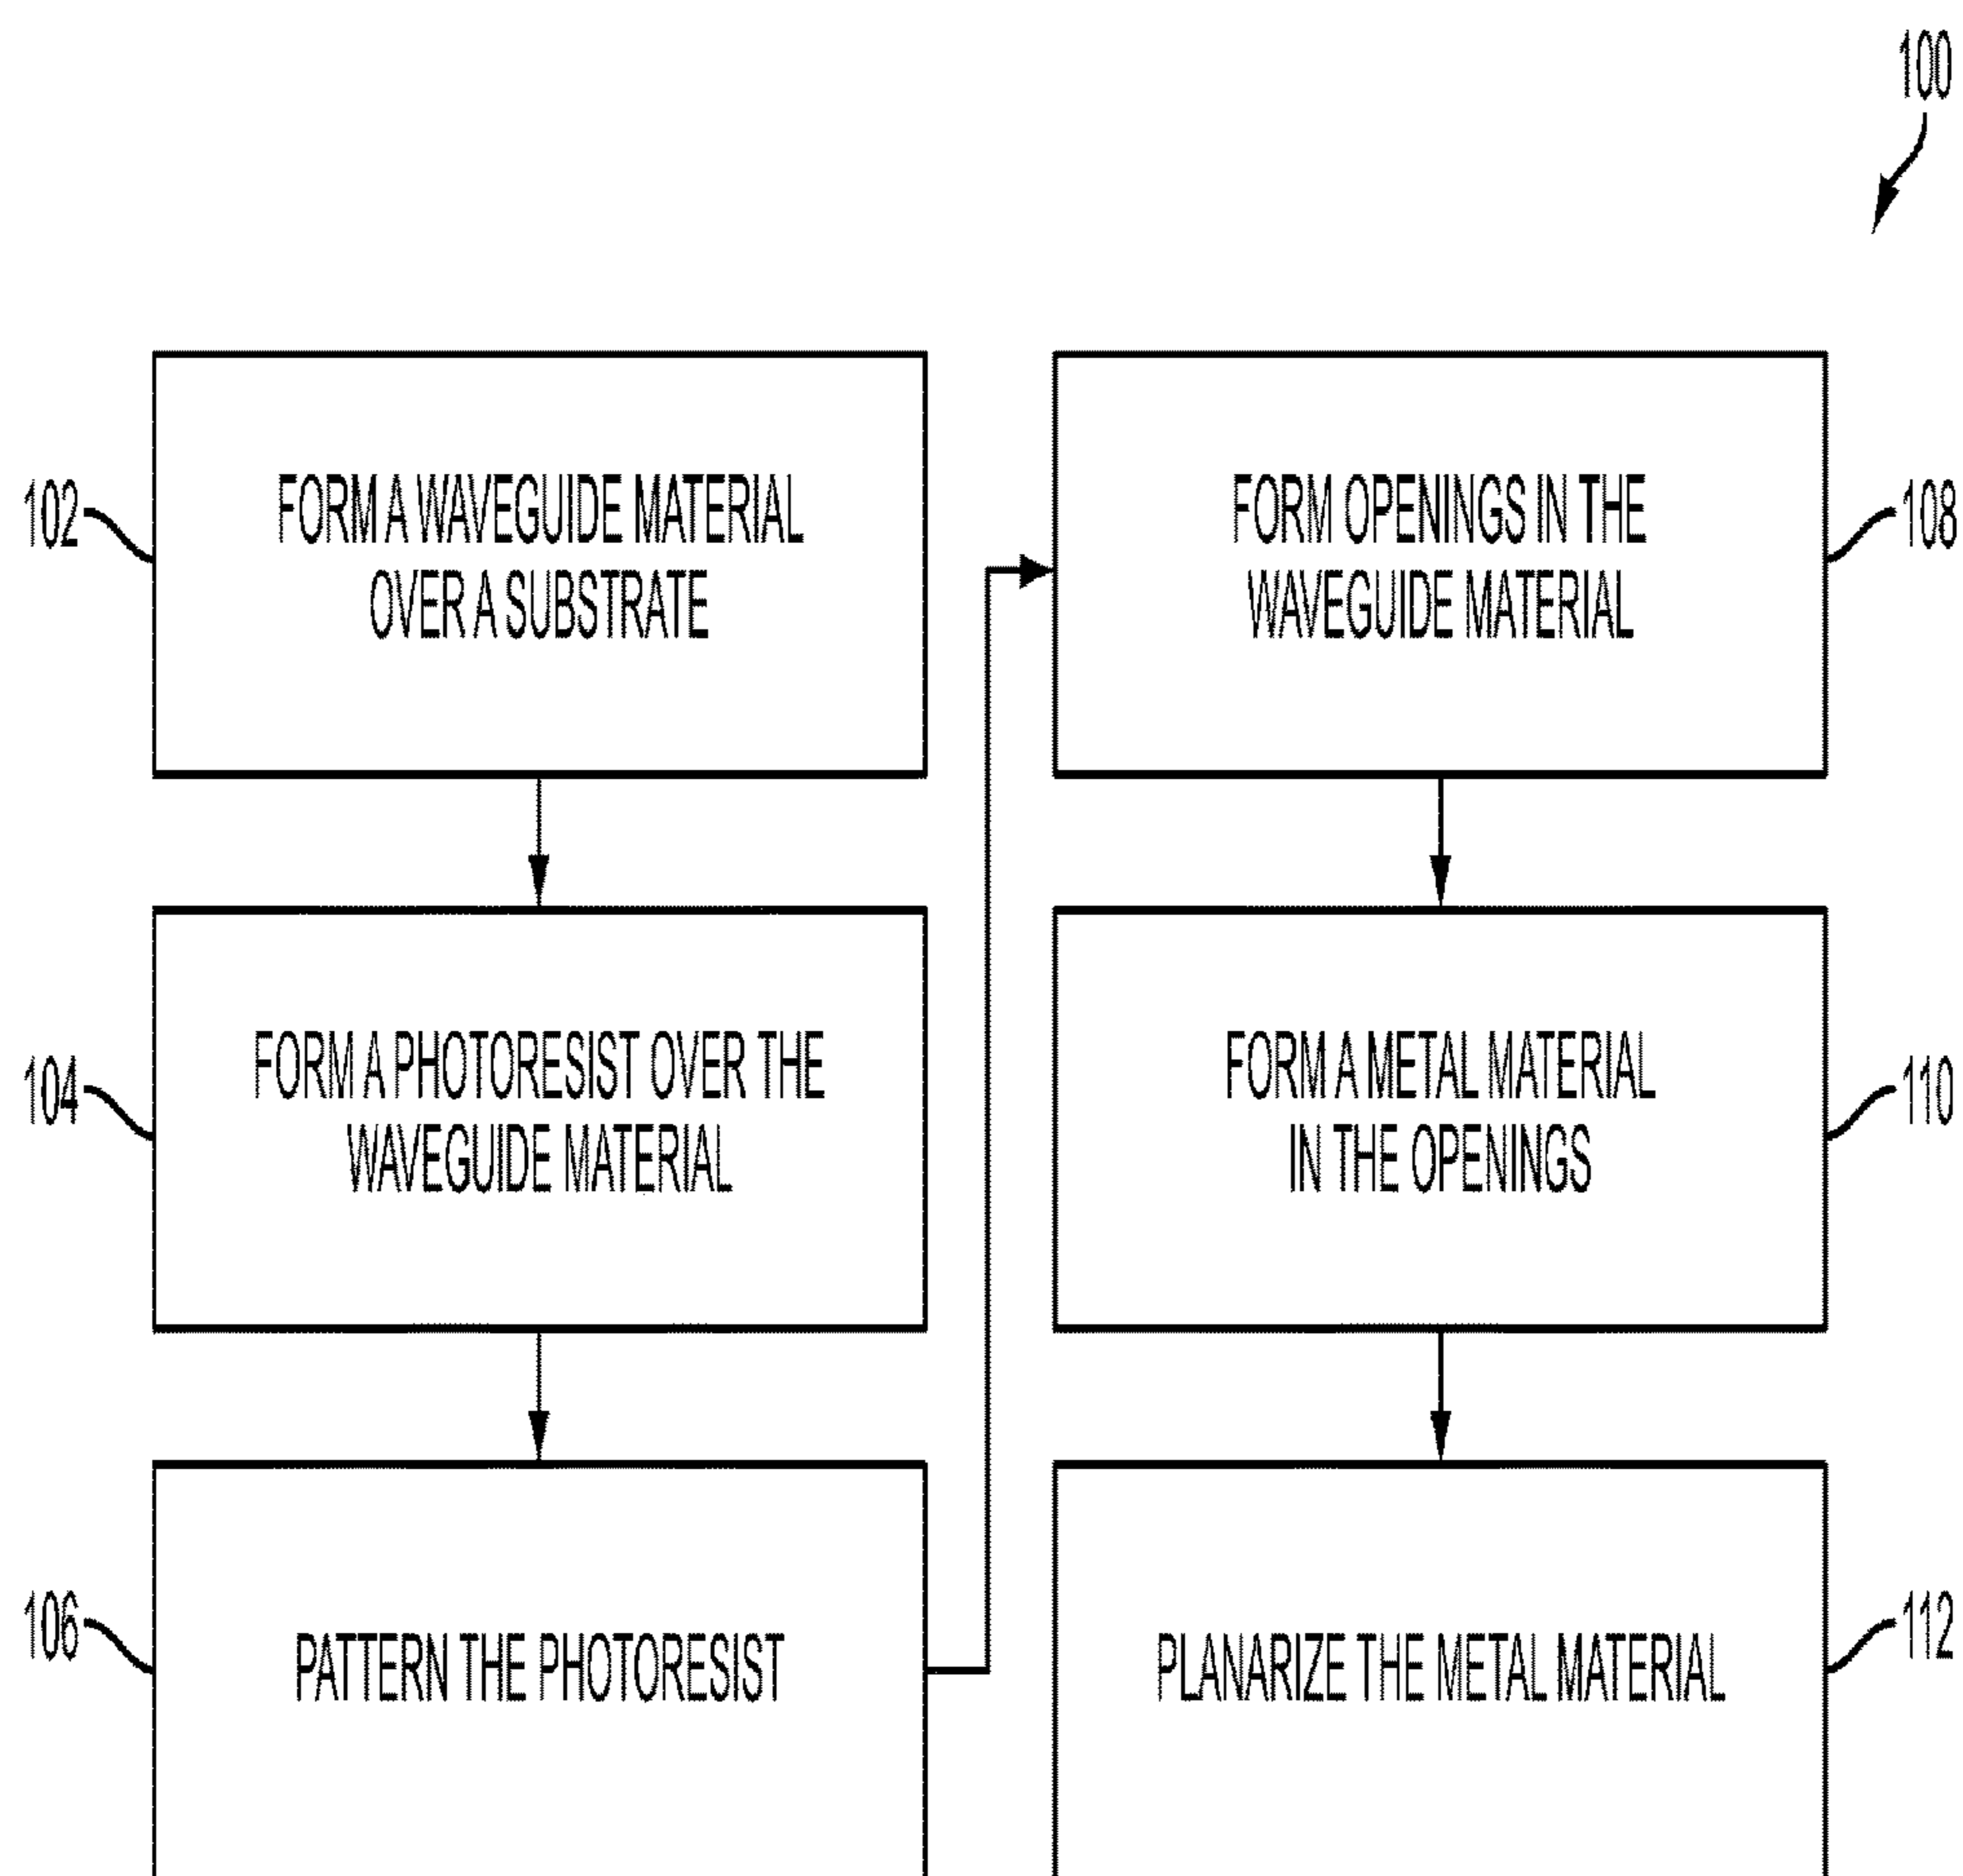 100
102
FORM A WAVEGUIDE MATERIAL
OVER A SUBSTRATE
104
FORM A PHOTORESIST OVER THE
WAVEGUIDE MATERIAL
106
PATTERN THE PHOTORESIST
FORM OPENINGS IN THE
WAVEGUIDE MATERIAL
108
FORM A METAL MATERIAL
IN THE OPENINGS
110
PLANARIZE THE METAL MATERIAL
112